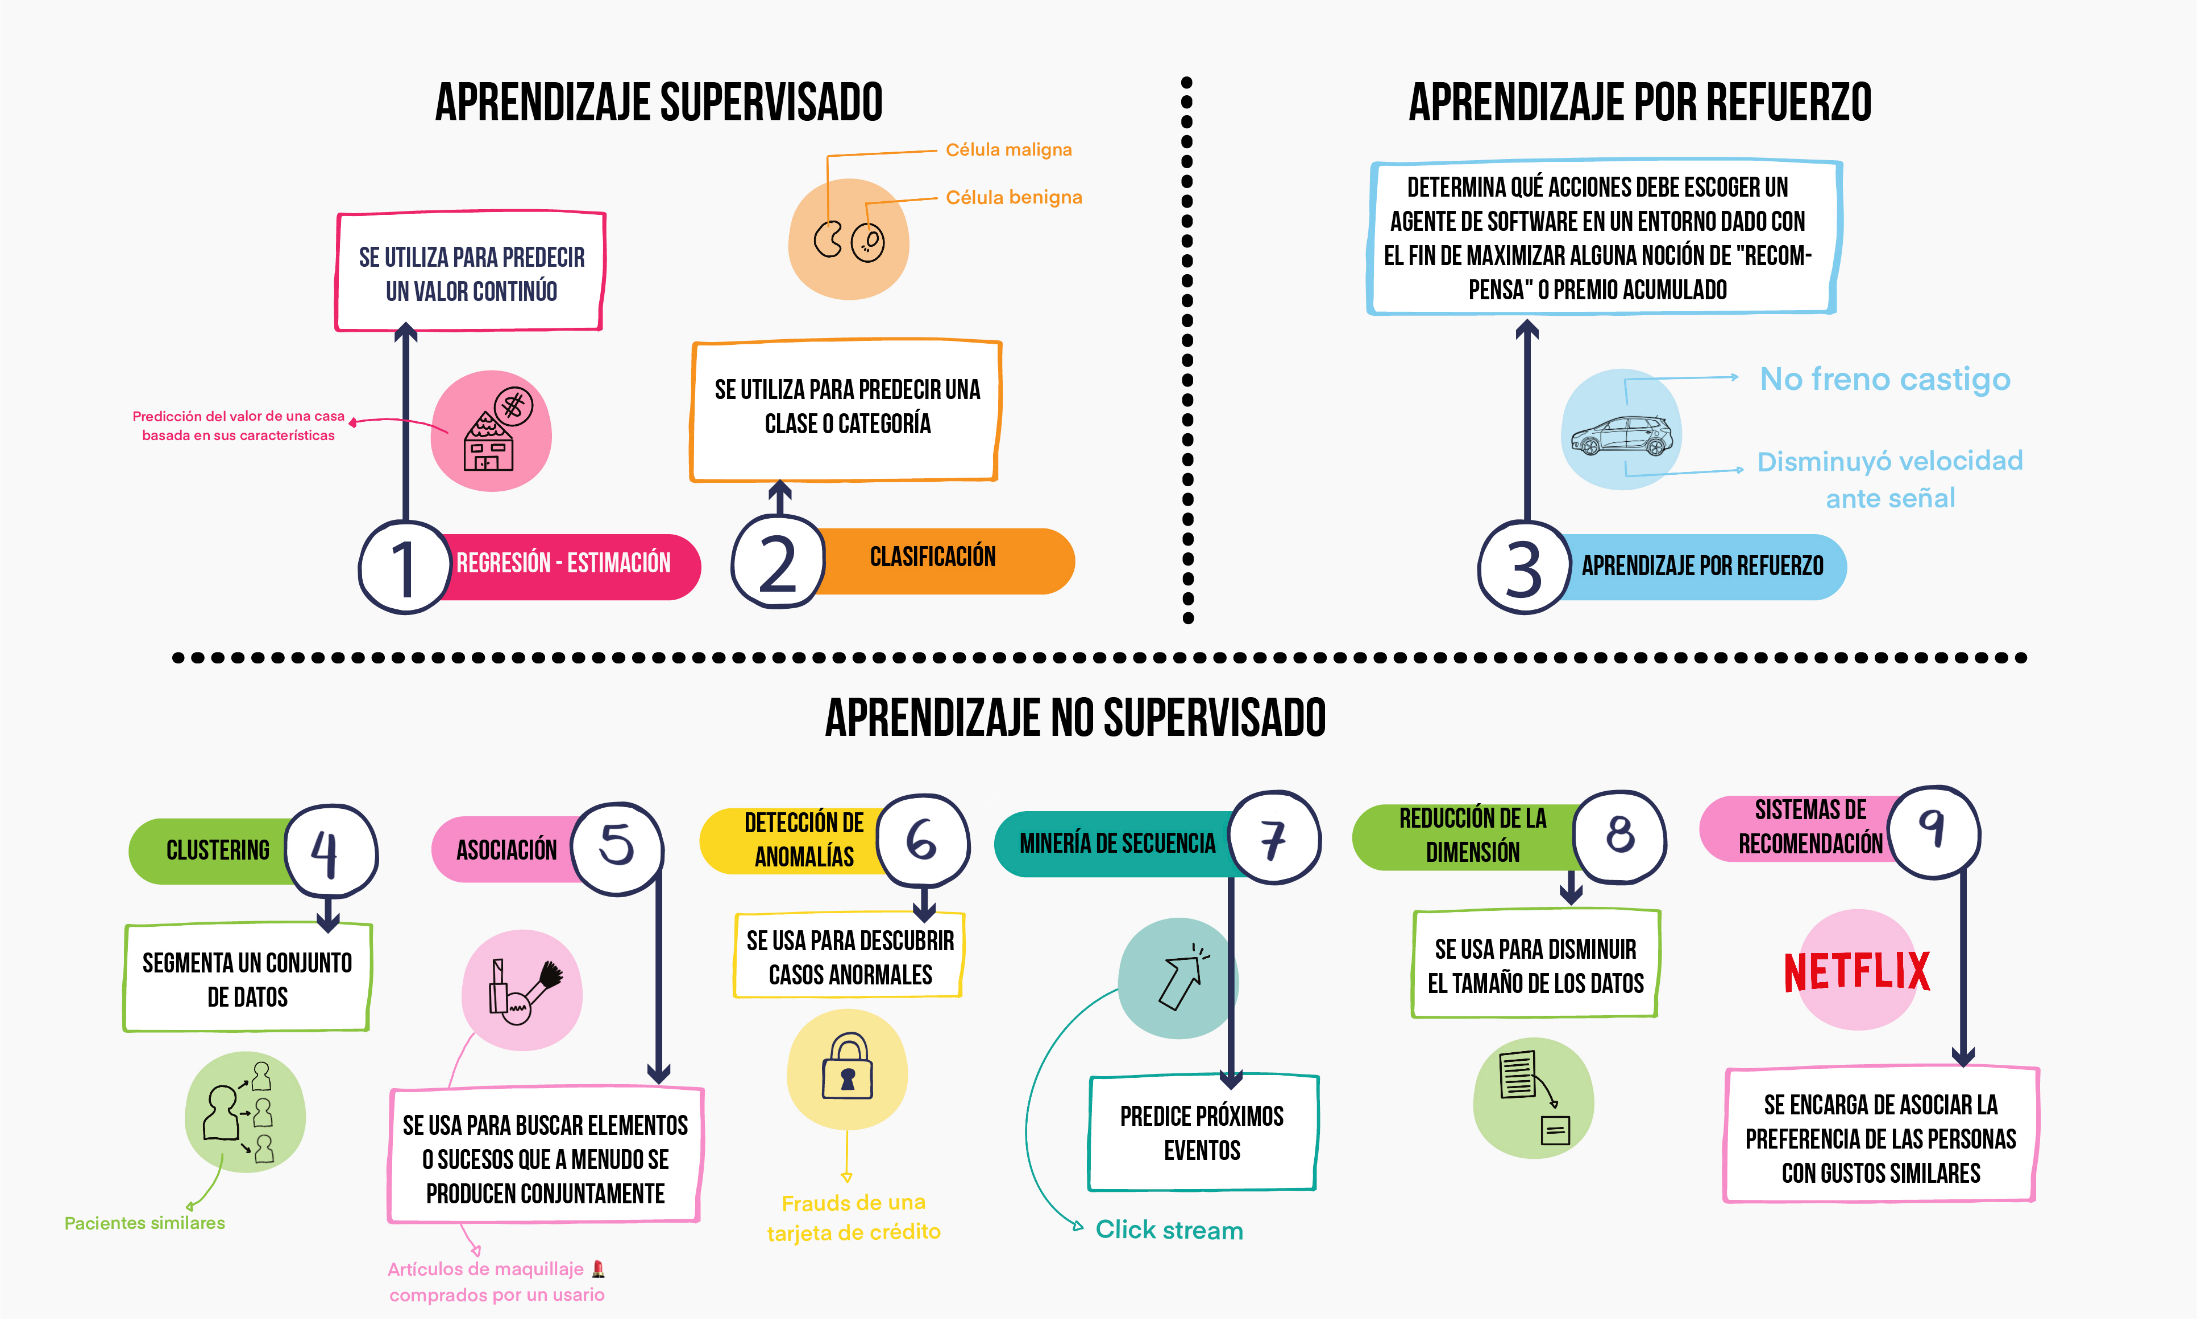 APRENDIZAJE SUPERVISADO
Célula maligna
Célula benigna
SE UTILIZA PARA PREDECIR
UN VALOR CONTINÚO
Predicción del valor de una casa
basada en sus características
1
REGRESIÓN - ESTIMACIÓN
SE UTILIZA PARA PREDECIR UNA
CLASE O CATEGORÍA
2
CLASIFICACIÓN
APRENDIZAJE POR REFUERZO
DETERMINA QUÉ ACCIONES DEBE ESCOGER UN
AGENTE DE SOFTWARE EN UN ENTORNO DADO CON
EL FIN DE MAXIMIZAR ALGUNA NOCIÓN DE "RECOM-
PENSA" O PREMIO ACUMULADO
No freno castigo
Disminuyó velocidad
ante señal
3
APRENDIZAJE POR REFUERZO
APRENDIZAJE NO SUPERVISADO
CLUSTERING
4
SEGMENTA UN CONJUNTO
DE DATOS
Pacientes similares
ASOCIACIÓN
5
SE USA PARA BUSCAR ELEMENTOS
O SUCESOS QUE A MENUDO SE
PRODUCEN CONJUNTAMENTE
Artículos de maquillaje 💄
comprados por un usario
DETECCIÓN DE
ANOMALÍAS
6
SE USA PARA DESCUBRIR
CASOS ANORMALES
Frauds de una
tarjeta de crédito
MINERÍA DE SECUENCIA
7
PREDICE PRÓXIMOS
EVENTOS
Click stream
REDUCCIÓN DE LA
DIMENSIÓN
8
SE USA PARA DISMINUIR
EL TAMAÑO DE LOS DATOS
SISTEMAS DE
RECOMENDACIÓN
9
NETFLIX
SE ENCARGA DE ASOCIAR LA
PREFERENCIA DE LAS PERSONAS
CON GUSTOS SIMILARES